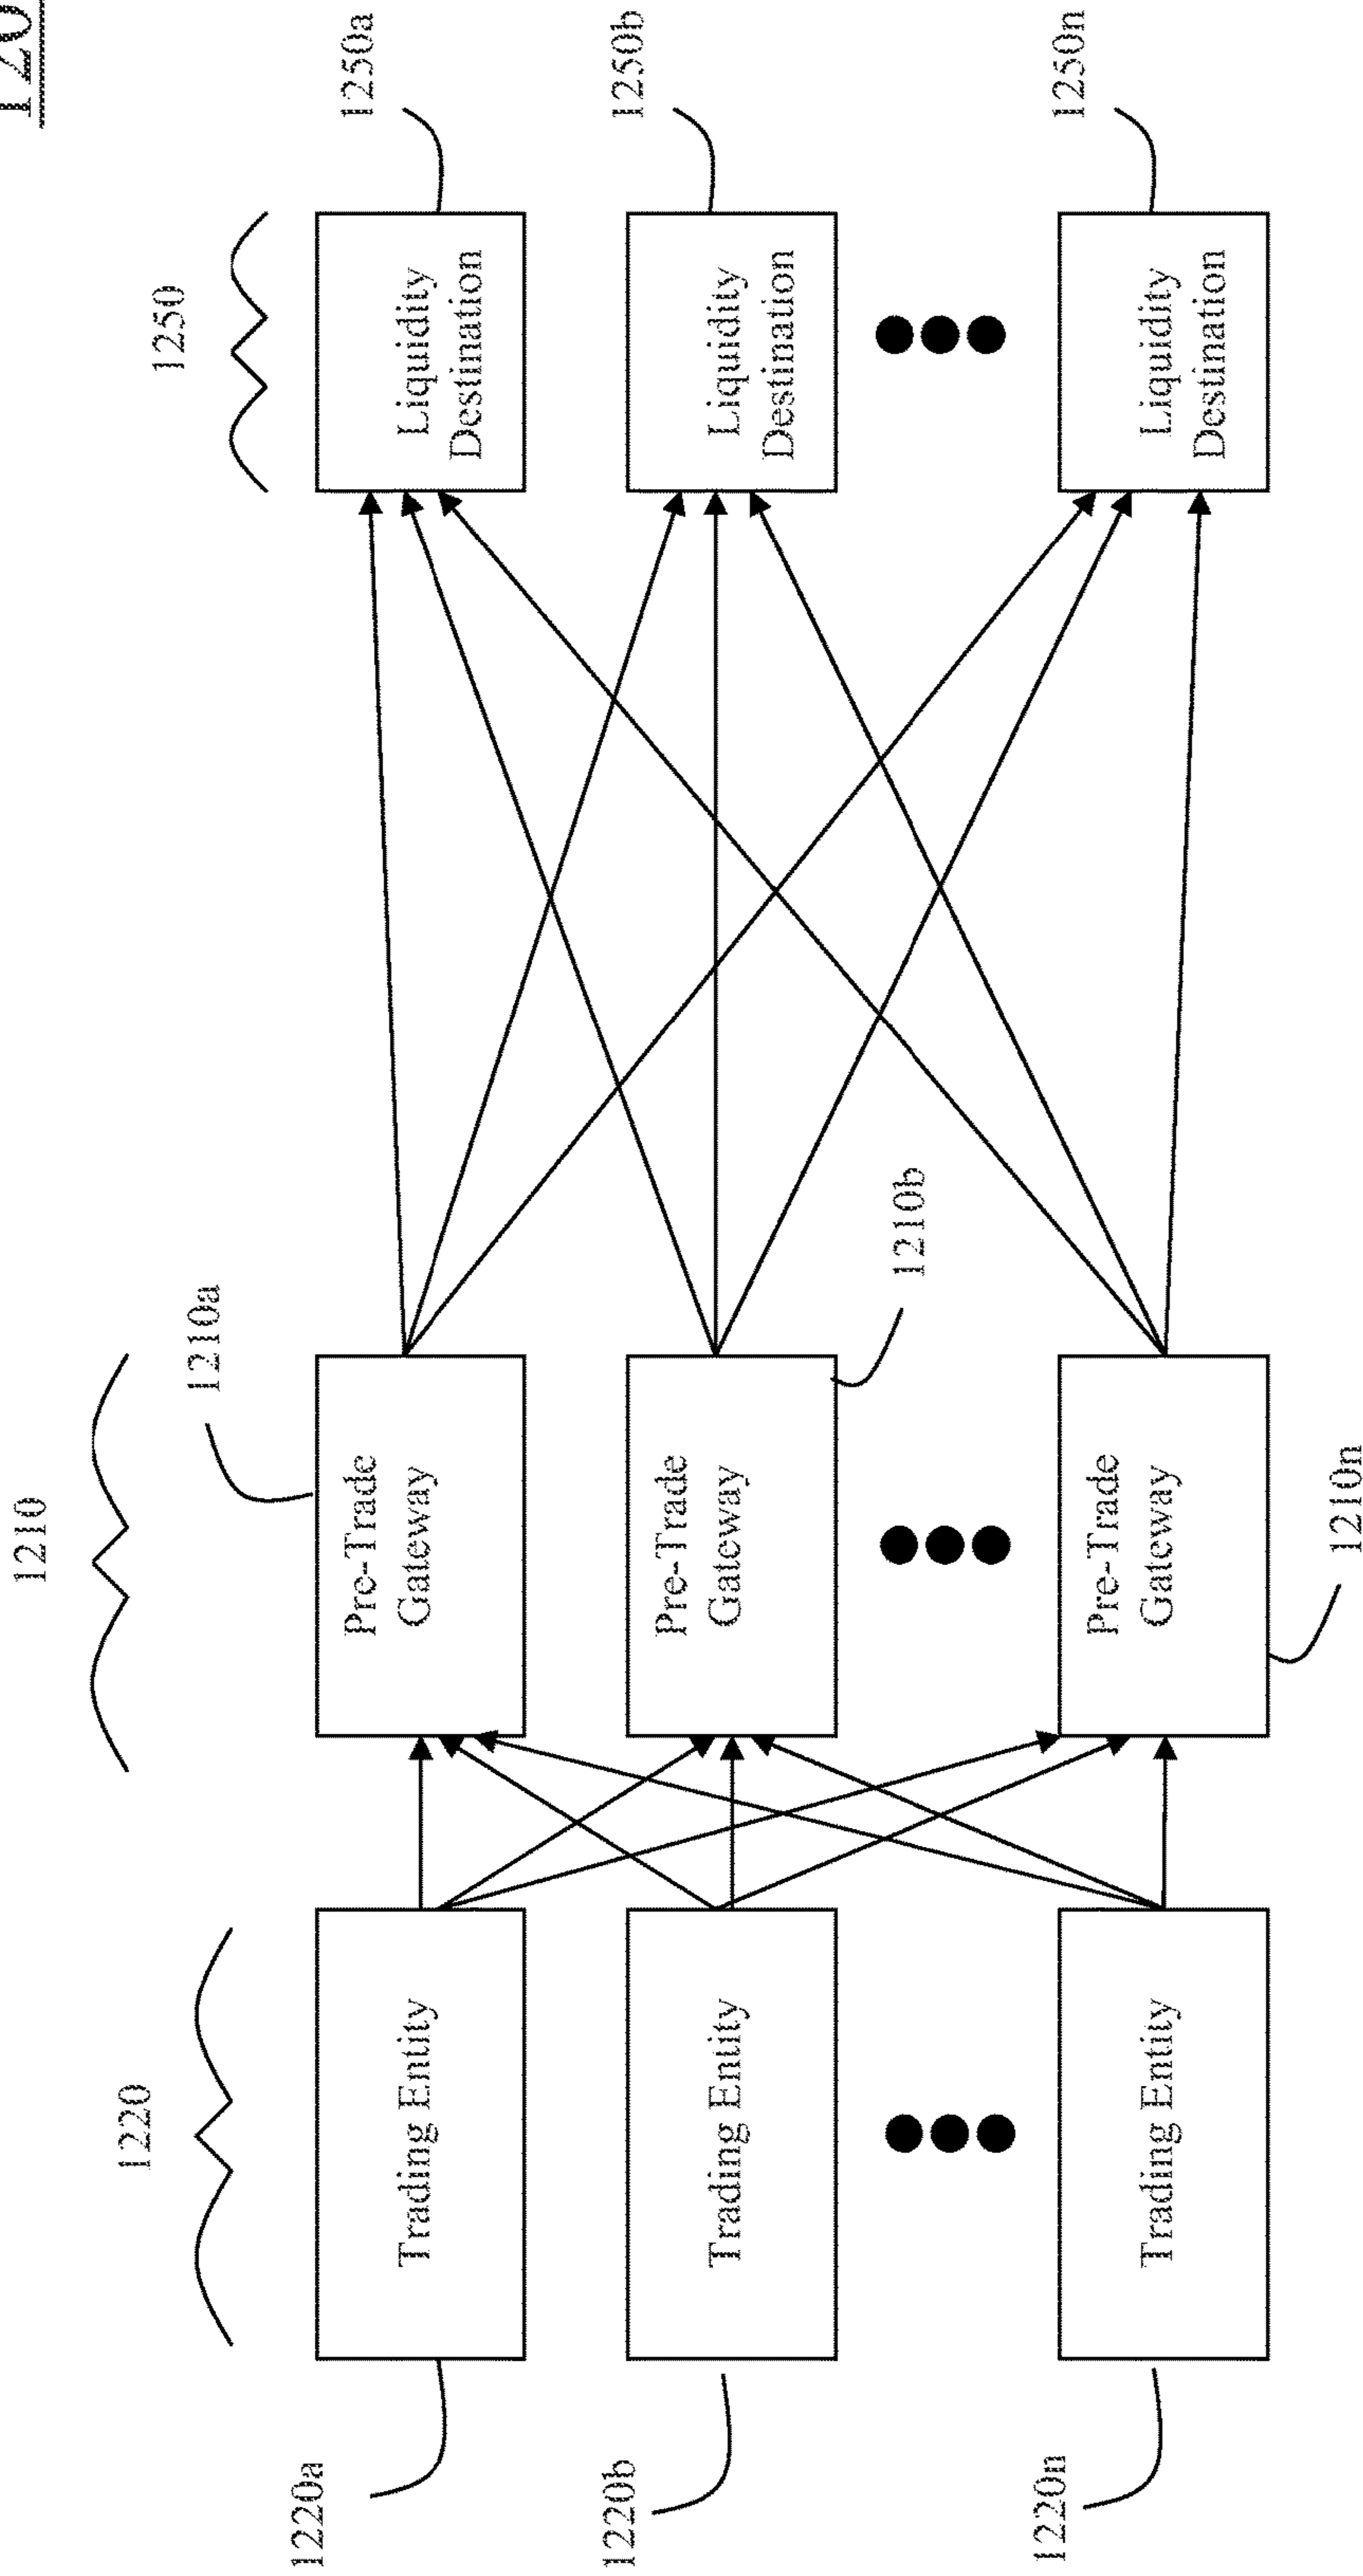 120
1210
1220
1250
1210a
1220a
1250a
Trading Entity
Pre-Trade
Gateway
Liquidity
Destination
1220b
1250b
Trading Entity
Pre-Trade
Gateway
Liquidity
Destination
1210b
1220n
1250n
Trading Entity
Pre-Trade
Gateway
Liquidity
Destination
1210n